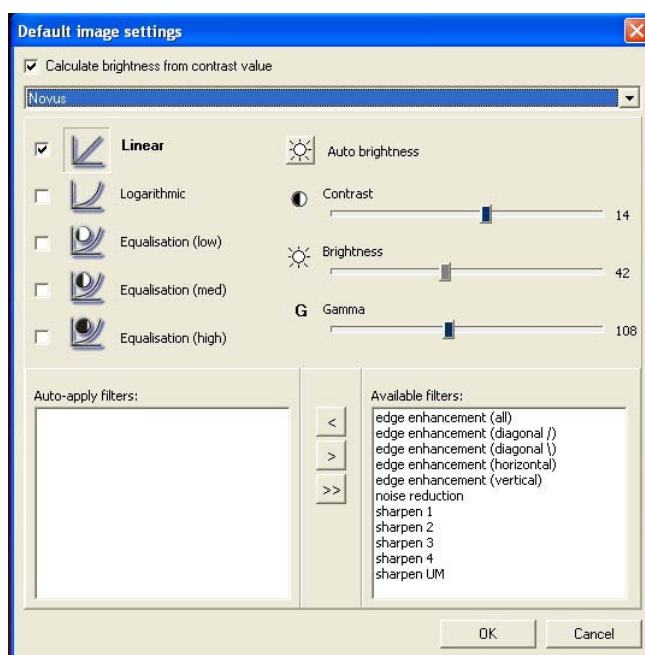 Default image settings
Calculate brightness from contrast value
Novus
Linear
Logarithmic
Equalisation (low)
Equalisation (med)
Equalisation (high)
Auto brightness
Contrast
14
Brightness
42
G Gamma
108
Auto-apply filters:
<
>
>>
Available filters:
edge enhancement (all)
edge enhancement (diagonal /)
edge enhancement (diagonal \)
edge enhancement (horizontal)
edge enhancement (vertical)
noise reduction
sharpen 1
sharpen 2
sharpen 3
sharpen 4
sharpen UM
OK
Cancel